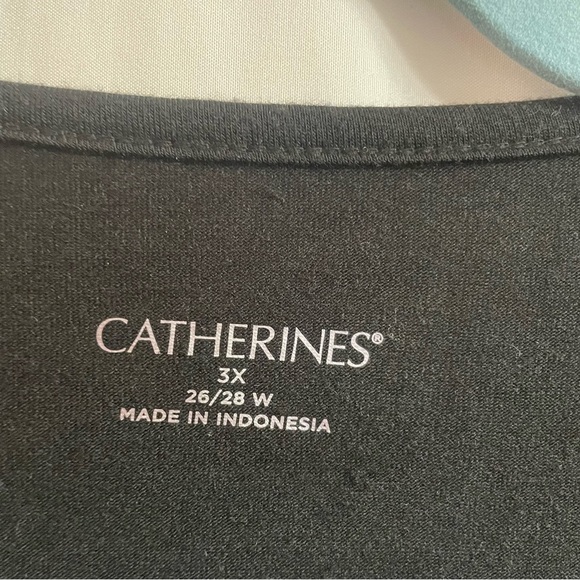 CATHERINES®
3X
26/28 W
MADE IN INDONESIA